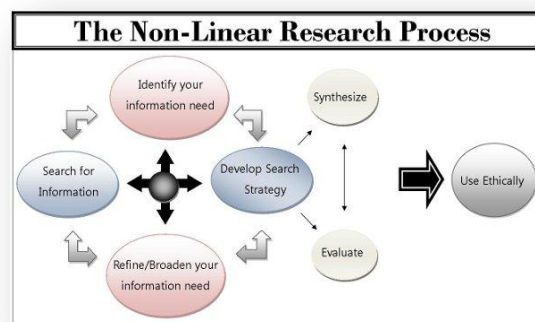 The Non-Linear Research Process
Identify your
information need
Synthesize
Search for
Information
Develop Search
Strategy
Use Ethically
Refine/Broaden your
information need
Evaluate